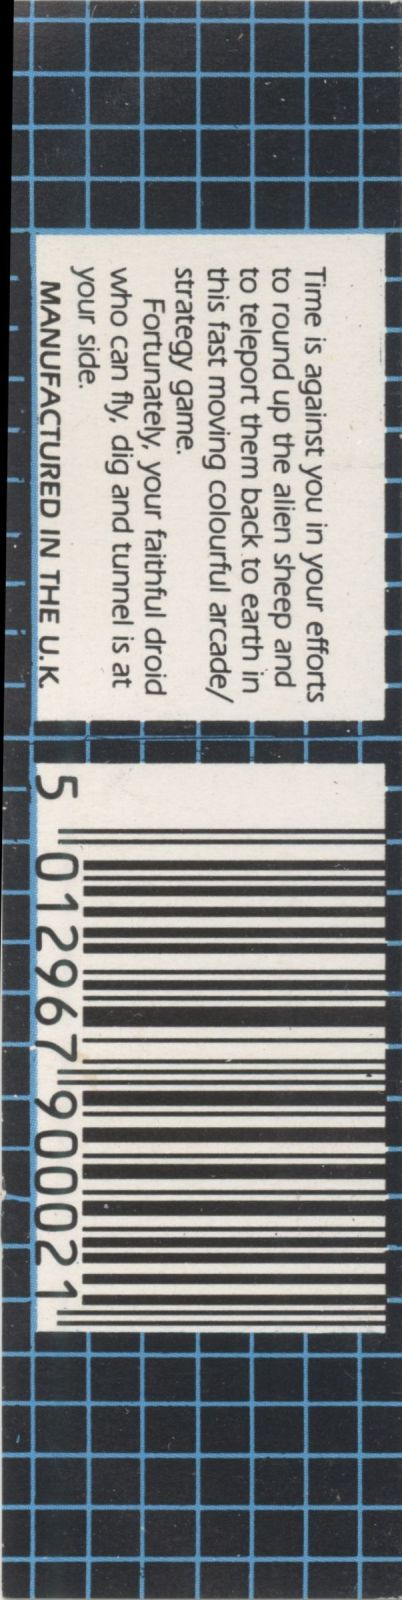 Time is against you in your efforts
to round up the alien sheep and
to teleport them back to earth in
this fast moving colourful arcade/
strategy game.
Fortunately, your faithful droid
who can fly, dig and tunnel is at
your side.
MANUFACTURED IN THE U.K.
5 012967 900021